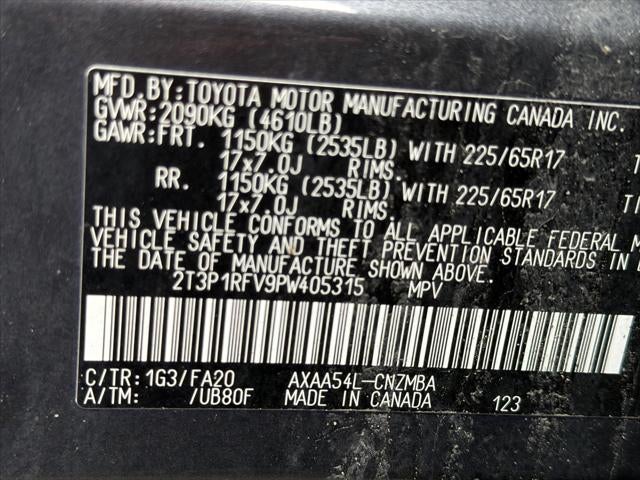 MFD. BY: TOYOTA MOTOR MANUFACTURING CANADA INC.
GVWR: 2090KG (4610LB)
GAWR: FRT. 1150KG (2535LB) WITH 225/65R17
17x7.0J RIMS.
RR. 1150KG (2535LB) WITH 225/65R17
17x7.0J RIMS.
THIS VEHICLE CONFORMS TO ALL APPLICABLE FEDERAL
VEHICLE SAFETY AND THEFT PREVENTION STANDARDS IN
THE DATE OF MANUFACTURE SHOWN ABOVE.
2T3P1RFV9PW405315 MPV
C/TR: 1G3/FA20 AXAA54L-CNZMBA
A/TM: /UB80F MADE IN CANADA 123